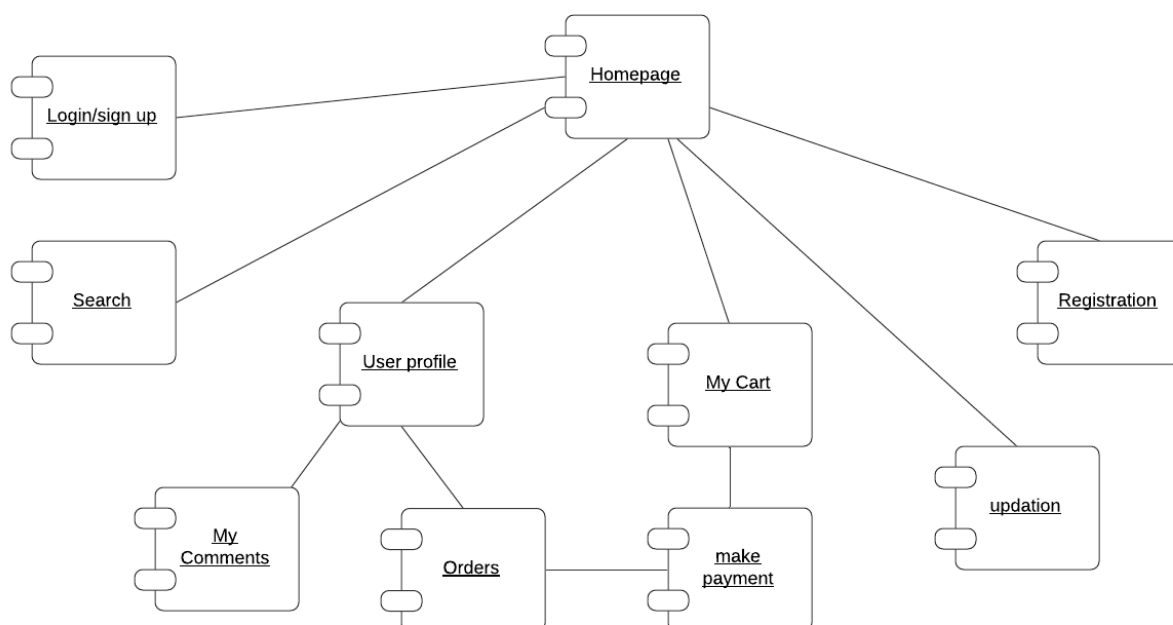 Homepage
Login/sign up
Search
Registration
User profile
My Cart
updation
My
Comments
Orders
make
payment